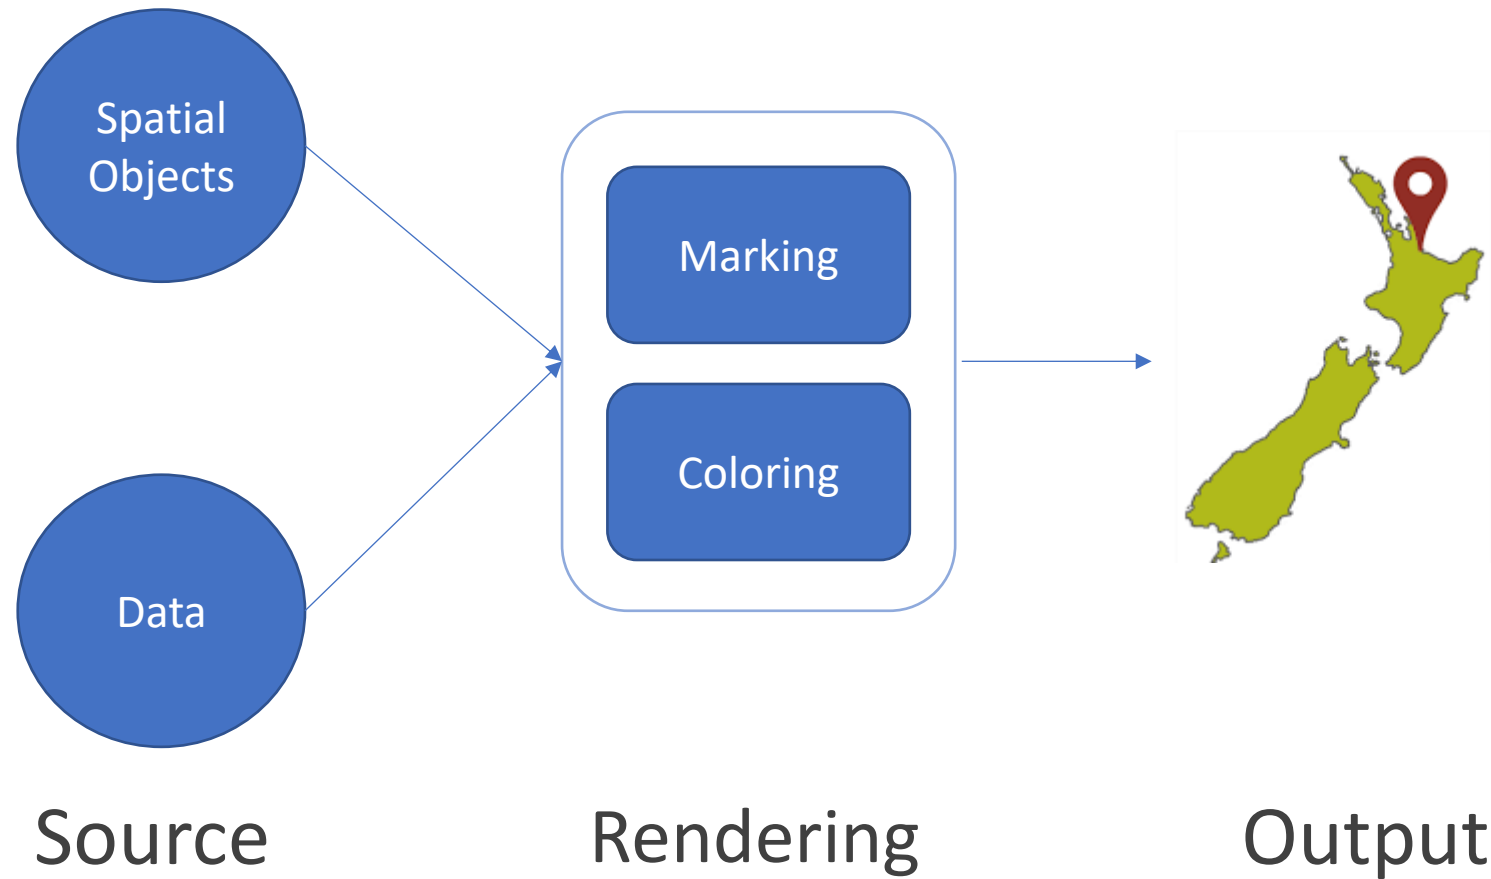 Spatial
Objects
Data
Marking
Coloring
Source
Rendering
Output